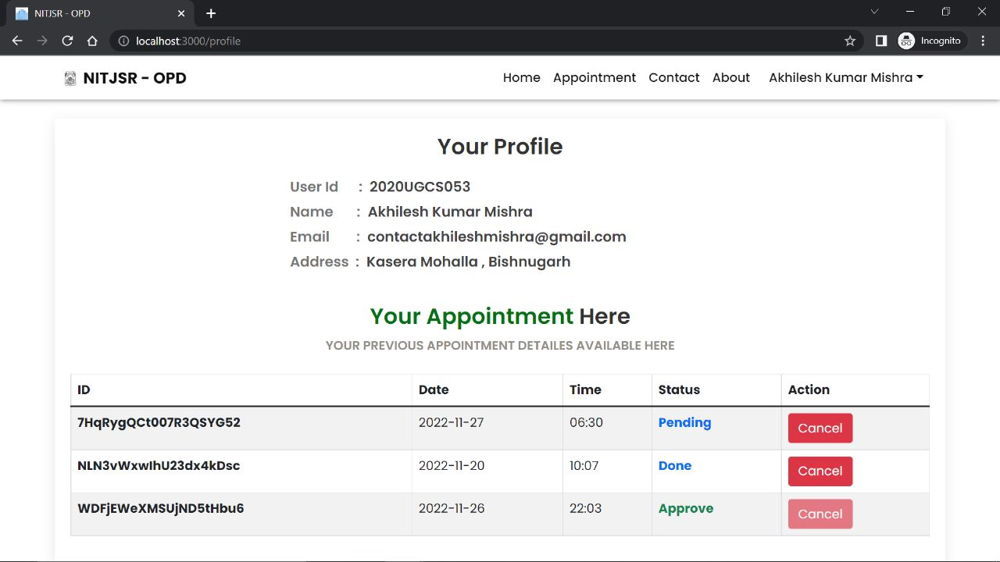 NITJSR - OPD
localhost:3000/profile
Incognito
NITJSR - OPD
Home Appointment Contact About Akhilesh Kumar Mishra
Your Profile
User Id : 2020UGCS053
Name : Akhilesh Kumar Mishra
Email : contactakhileshmishra@gmail.com
Address : Kasera Mohalla , Bishnugarh
Your Appointment Here
YOUR PREVIOUS APPOINTMENT DETAILES AVAILABLE HERE
ID Date Time Status Action
7HqRygQCt007R3QSYG52 2022-11-27 06:30 Pending Cancel
NLN3vWxwIhU23dx4kDsc 2022-11-20 10:07 Done Cancel
WDFjEWeXMSUjND5tHbu6 2022-11-26 22:03 Approve Cancel